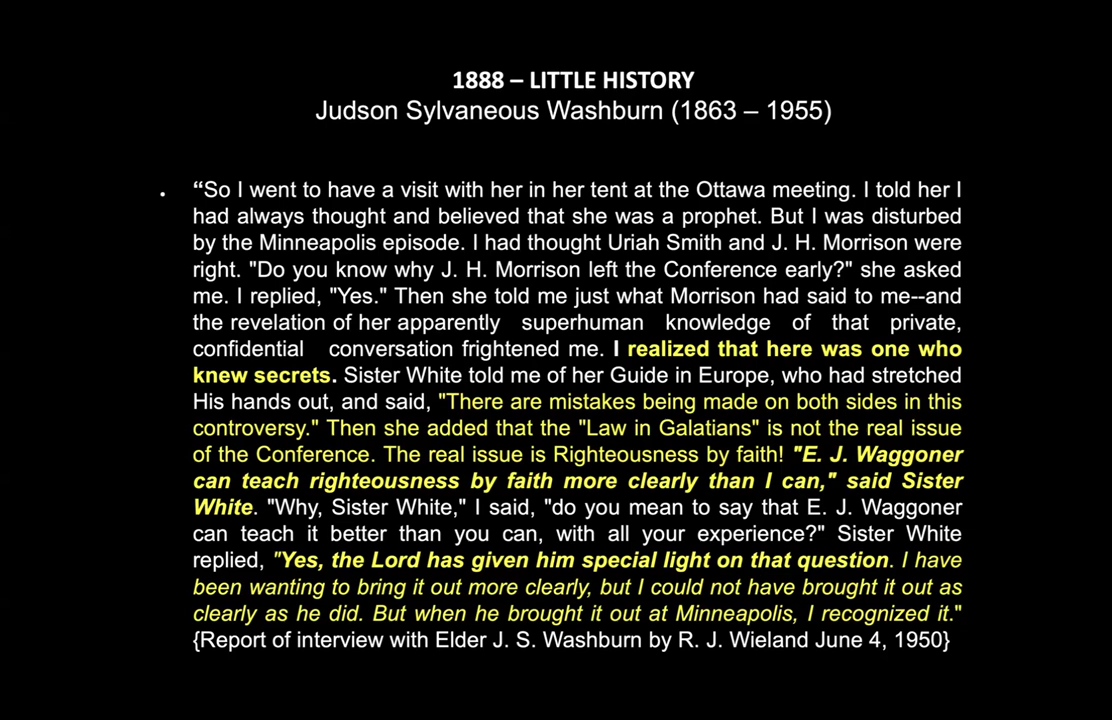 1888 – LITTLE HISTORY
Judson Sylvaneous Washburn (1863 – 1955)
• “So I went to have a visit with her in her tent at the Ottawa meeting. I told her I
had always thought and believed that she was a prophet. But I was disturbed
by the Minneapolis episode. I had thought Uriah Smith and J. H. Morrison were
right. "Do you know why J. H. Morrison left the Conference early?" she asked
me. I replied, "Yes." Then she told me just what Morrison had said to me--and
the revelation of her apparently superhuman knowledge of that private,
confidential conversation frightened me. I realized that here was one who
knew secrets. Sister White told me of her Guide in Europe, who had stretched
His hands out, and said, "There are mistakes being made on both sides in this
controversy." Then she added that the "Law in Galatians" is not the real issue
of the Conference. The real issue is Righteousness by faith! "E. J. Waggoner
can teach righteousness by faith more clearly than I can," said Sister
White. "Why, Sister White," I said, "do you mean to say that E. J. Waggoner
can teach it better than you can, with all your experience?" Sister White
replied, "Yes, the Lord has given him special light on that question. I have
been wanting to bring it out more clearly, but I could not have brought it out as
clearly as he did. But when he brought it out at Minneapolis, I recognized it."
{Report of interview with Elder J. S. Washburn by R. J. Wieland June 4, 1950}